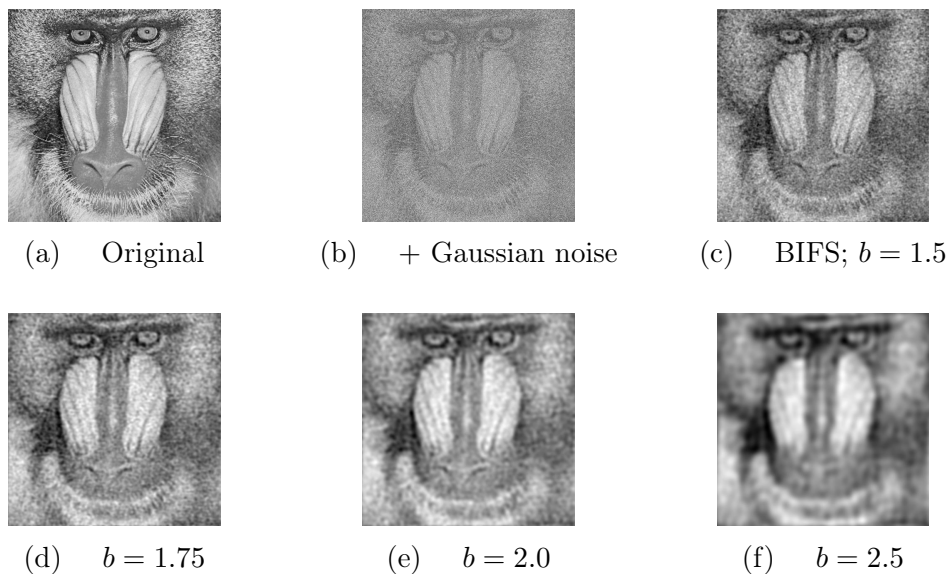 (a) Original
(b) + Gaussian noise
(c) BIFS; b = 1.5
(d) b = 1.75
(e) b = 2.0
(f) b = 2.5